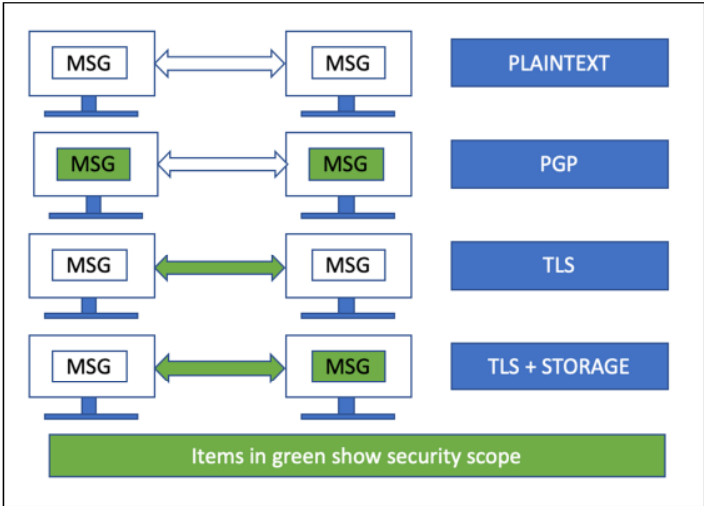 MSG MSG PLAINTEXT
MSG MSG PGP
MSG MSG TLS
MSG MSG TLS + STORAGE
Items in green show security scope